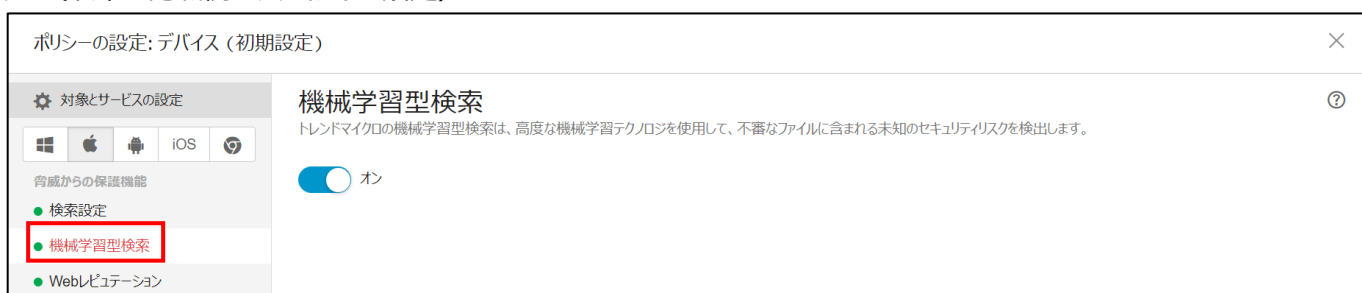 ポリシーの設定: デバイス (初期設定)
対象とサービスの設定
iOS
脅威からの保護機能
検索設定
機械学習型検索
Webレピュテーション
機械学習型検索
トレンドマイクロの機械学習型検索は、高度な機械学習テクノロジを使用して、不審なファイルに含まれる未知のセキュリティリスクを検出します。
オン